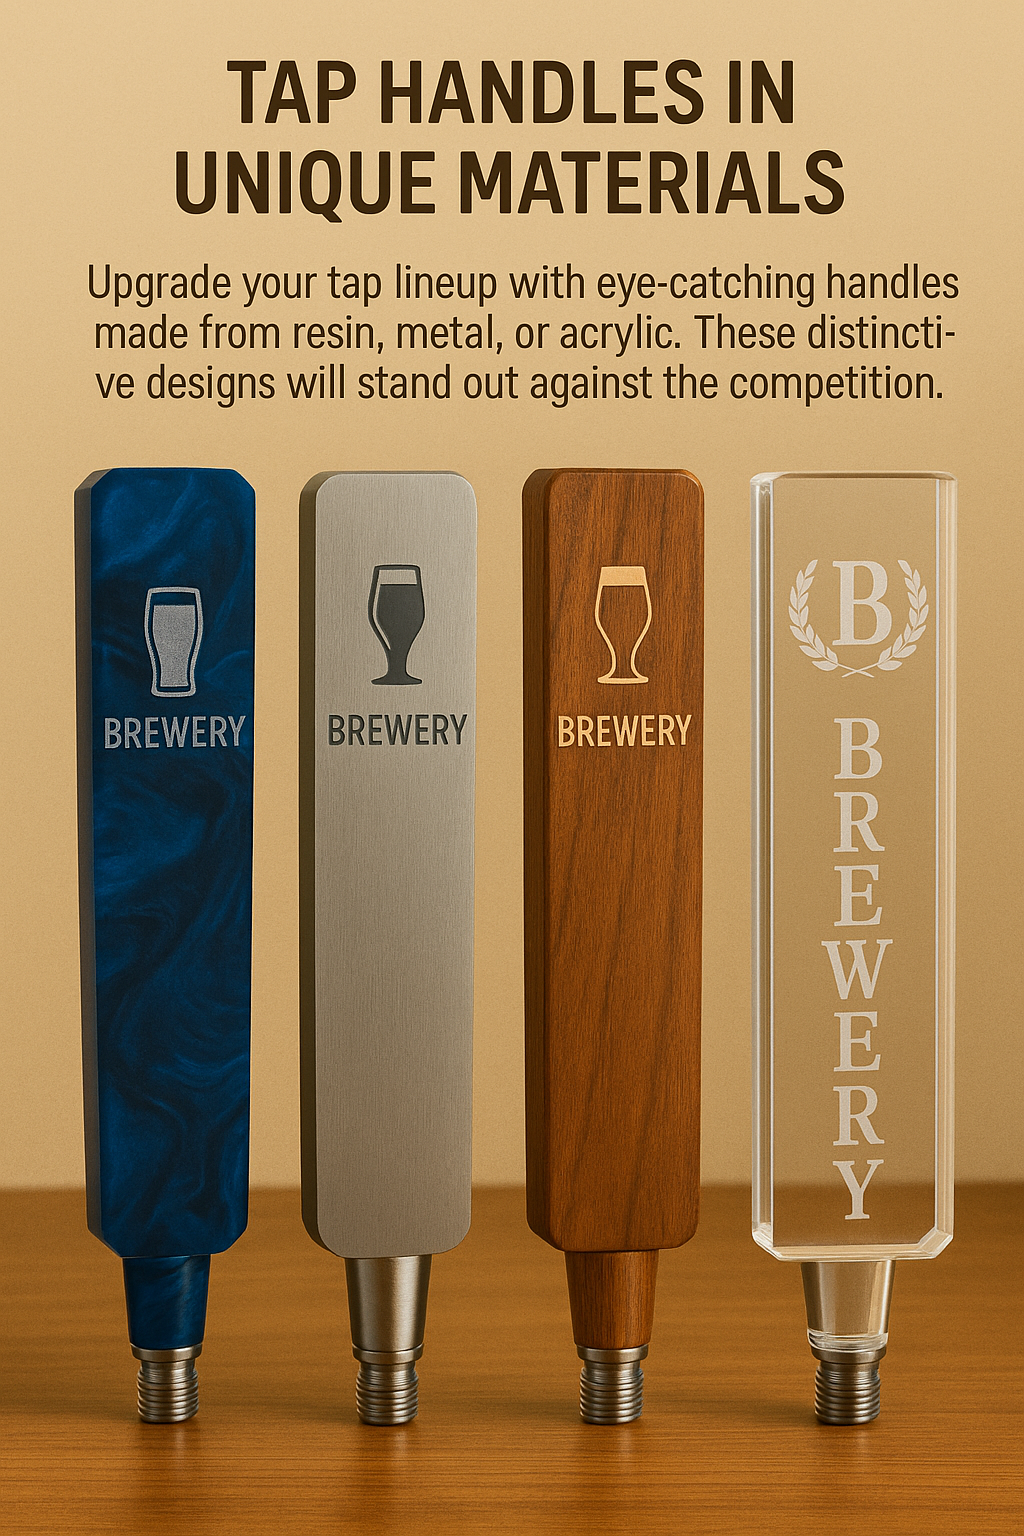 TAP HANDLES IN
UNIQUE MATERIALS
Upgrade your tap lineup with eye-catching handles
made from resin, metal, or acrylic. These distincti-
ve designs will stand out against the competition.
BREWERY
BREWERY
BREWERY
B
BREWERY